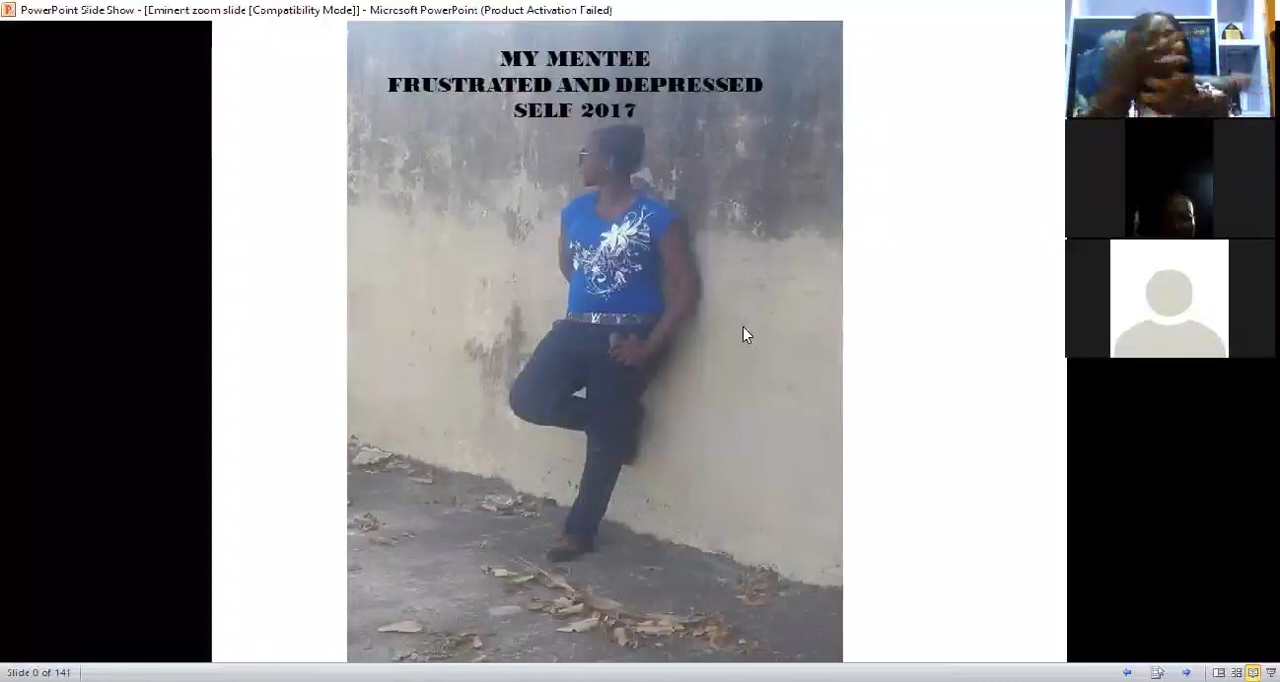 PowerPoint Slide Show - [Eminent zoom slide [Compatibility Mode]] - Microsoft PowerPoint (Product Activation Failed)
MY MENTEE
FRUSTRATED AND DEPRESSED
SELF 2017
Slide 0 of 141